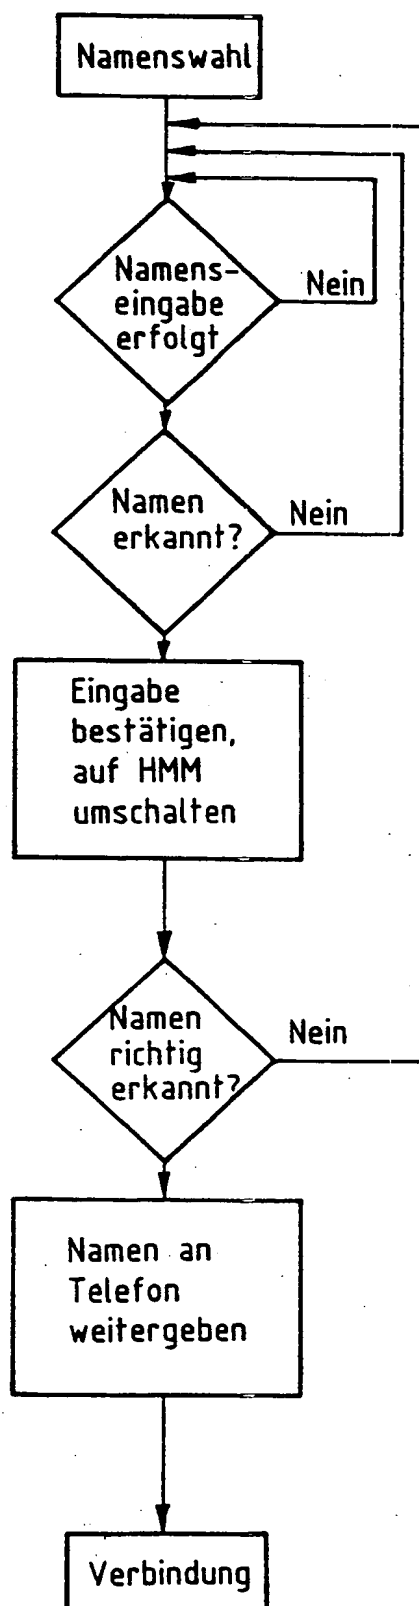 Namenswahl
Namens-
eingabe
erfolgt
Nein
Namen
erkannt?
Nein
Eingabe
bestätigen,
auf HMM
umschalten
Namen
richtig
erkannt?
Nein
Namen an
Telefon
weitergeben
Verbindung